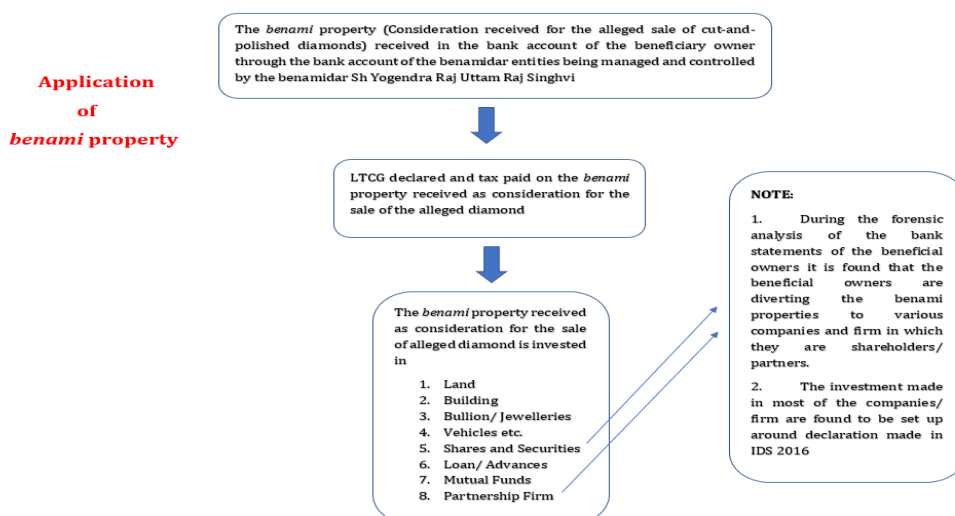 Application
of
benami property
The benami property (Consideration received for the alleged sale of cut-and-
polished diamonds) received in the bank account of the beneficiary owner
through the bank account of the benamidar entities being managed and controlled
by the benamidar Sh Yogendra Raj Uttam Raj Singhvi
LTCG declared and tax paid on the benami
property received as consideration for the
sale of the alleged diamond
The benami property received
as consideration for the sale
of alleged diamond is invested
in
1. Land
2. Building
3. Bullion/ Jewelleries
4. Vehicles etc.
5. Shares and Securities
6. Loan/ Advances
7. Mutual Funds
8. Partnership Firm
NOTE:
1. During the forensic
analysis of the bank
statements of the beneficial
owners it is found that the
beneficial owners are
diverting the benami
properties to various
companies and firm in which
they are shareholders/
partners.
2. The investment made
in most of the companies/
firm are found to be set up
around declaration made in
IDS 2016